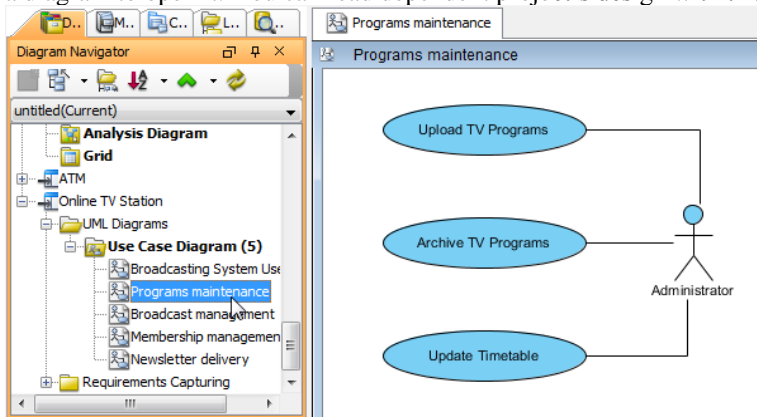 D.. M.. C.. L.. Q..
Diagram Navigator
untitled(Current)
Analysis Diagram
Grid
ATM
Online TV Station
UML Diagrams
Use Case Diagram (5)
Broadcasting System Use
Programs maintenance
Broadcast management
Membership managemen
Newsletter delivery
Requirements Capturing
Programs maintenance
Programs maintenance
Upload TV Programs
Archive TV Programs
Administrator
Update Timetable